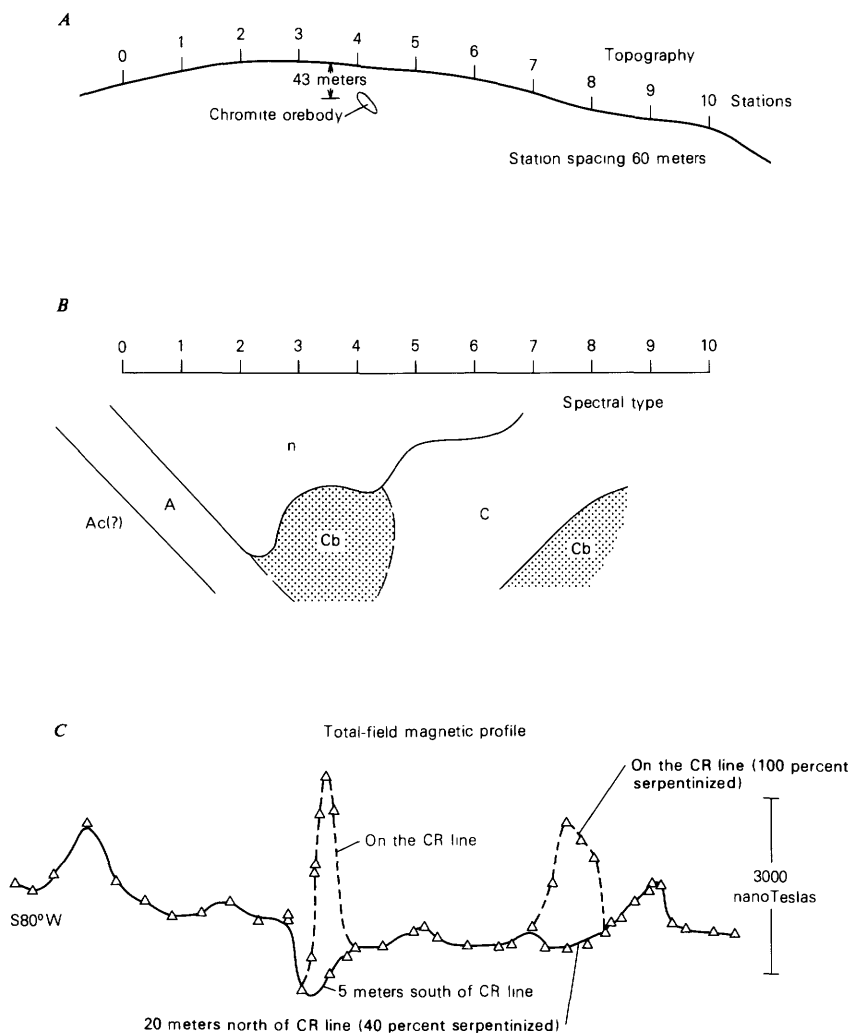 A
0 1 2 3 4 5 6 7 8 9 10
Topography
Stations
43 meters
Chromite orebody
Station spacing 60 meters
B
0 1 2 3 4 5 6 7 8 9 10
Spectral type
n
A
Ac(?)
Cb
C
Cb
C
Total-field magnetic profile
On the CR line (100 percent
serpentinized)
On the CR line
3000
nanoTeslas
S80°W
5 meters south of CR line
20 meters north of CR line (40 percent serpentinized)